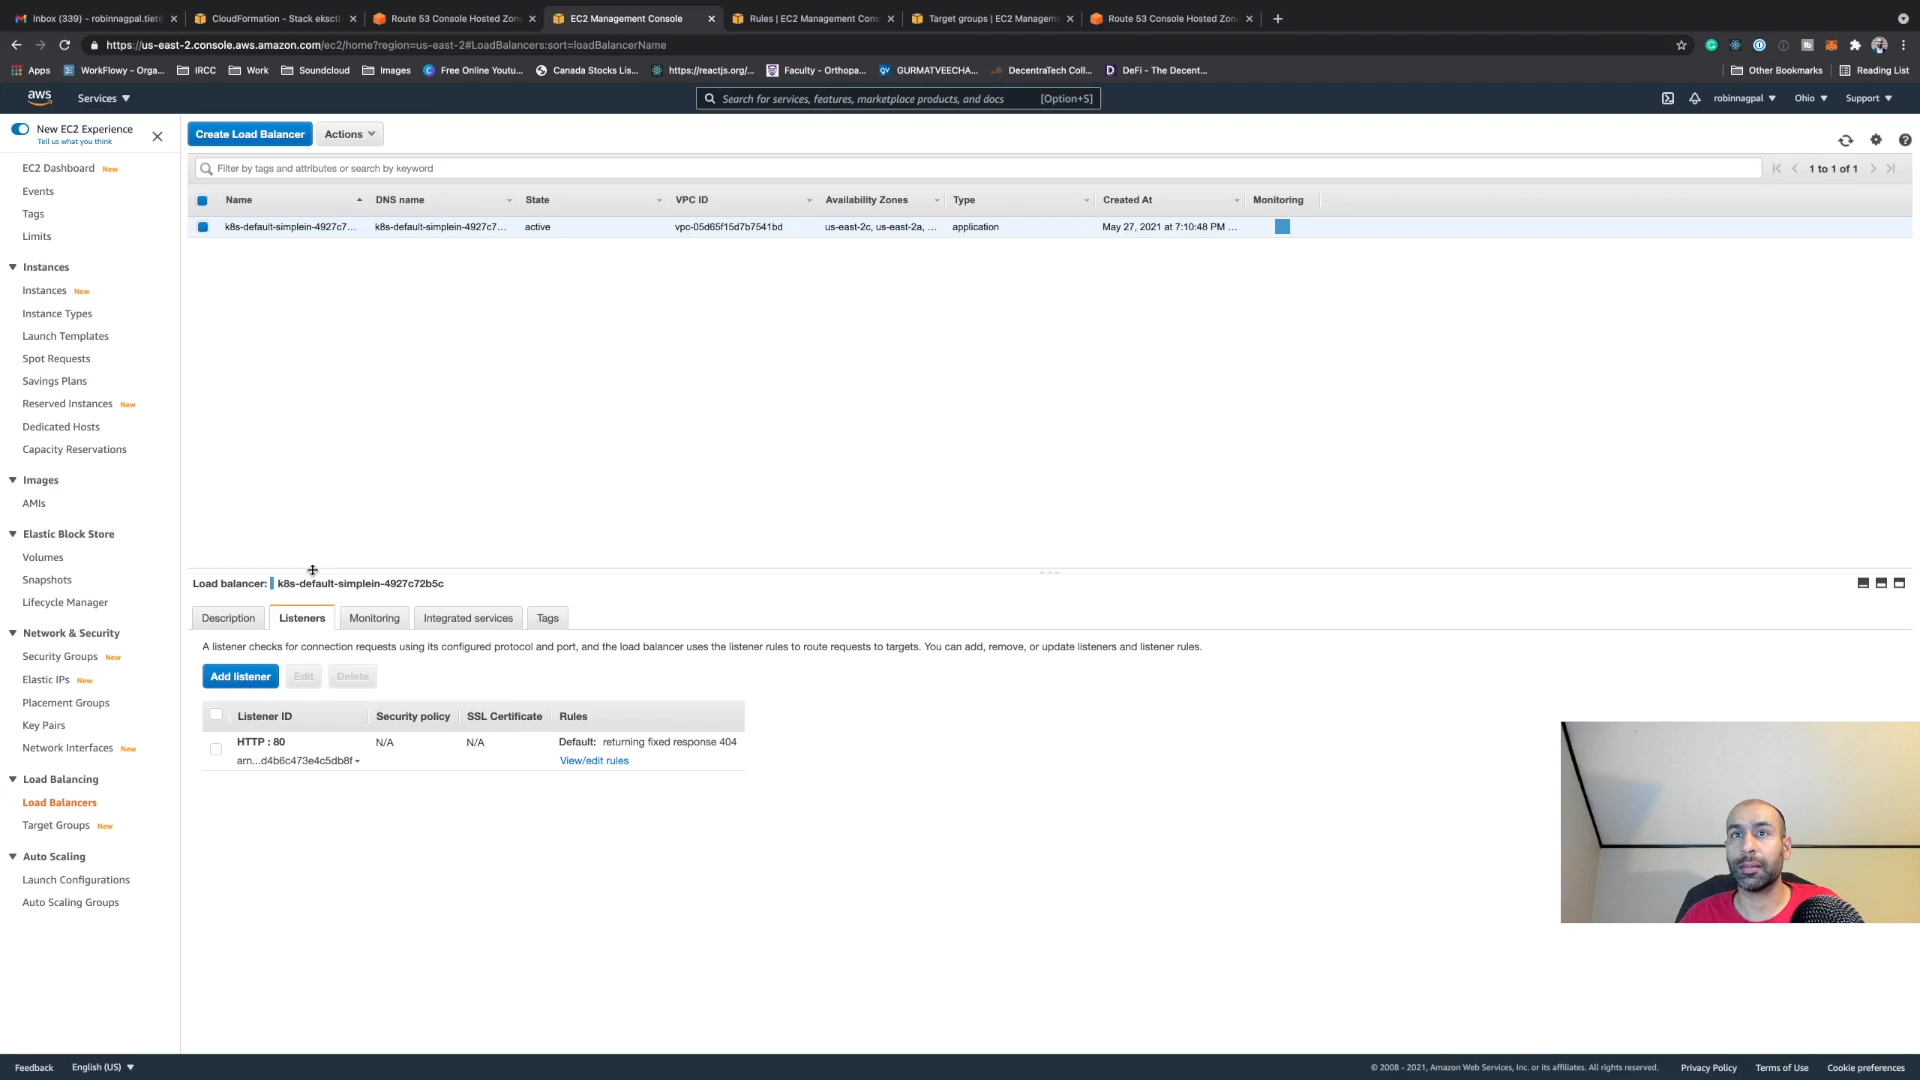 Inbox (339) - robinnagpal.tiet
CloudFormation - Stack eksctl
Route 53 Console Hosted Zon
EC2 Management Console
Rules | EC2 Management Cons
Target groups | EC2 Managem
Route 53 Console Hosted Zon
https://us-east-2.console.aws.amazon.com/ec2/home?region=us-east-2#LoadBalancers:sort=loadBalancerName
Apps
WorkFlowy - Orga...
IRCC
Work
Soundcloud
Images
Free Online Youtu...
Canada Stocks Lis...
https://reactjs.org/...
Faculty - Orthopa...
GURMATVEECHA...
DecentraTech Coll...
DeFi - The Decent...
Other Bookmarks
Reading List
aws
Services
Search for services, features, marketplace products, and docs
[Option+S]
robinnagpal
Ohio
Support
New EC2 Experience
Tell us what you think
EC2 Dashboard New
Events
Tags
Limits
Instances
Instances New
Instance Types
Launch Templates
Spot Requests
Savings Plans
Reserved Instances New
Dedicated Hosts
Capacity Reservations
Images
AMIs
Elastic Block Store
Volumes
Snapshots
Lifecycle Manager
Network & Security
Security Groups New
Elastic IPs New
Placement Groups
Key Pairs
Network Interfaces New
Load Balancing
Load Balancers
Target Groups New
Auto Scaling
Launch Configurations
Auto Scaling Groups
Create Load Balancer
Actions
Filter by tags and attributes or search by keyword
1 to 1 of 1
Name DNS name State VPC ID Availability Zones Type Created At Monitoring
k8s-default-simplein-4927c7... k8s-default-simplein-4927c7... active vpc-05d65f15d7b7541bd us-east-2c, us-east-2a, ... application May 27, 2021 at 7:10:48 PM ...
Load balancer: k8s-default-simplein-4927c72b5c
Description
Listeners
Monitoring
Integrated services
Tags
A listener checks for connection requests using its configured protocol and port, and the load balancer uses the listener rules to route requests to targets. You can add, remove, or update listeners and listener rules.
Add listener
Edit
Delete
Listener ID Security policy SSL Certificate Rules
HTTP : 80 N/A N/A Default: returning fixed response 404
arn...d4b6c473e4c5db8f View/edit rules
Feedback
English (US)
© 2008 - 2021, Amazon Web Services, Inc. or its affiliates. All rights reserved.
Privacy Policy
Terms of Use
Cookie preferences